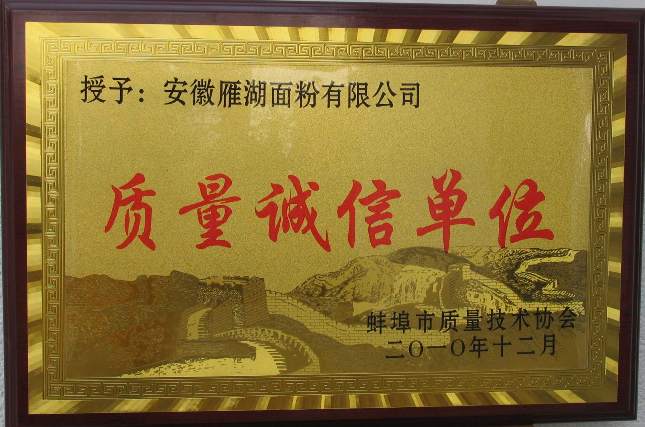 授予：安徽雁湖面粉有限公司
质量诚信单位
蚌埠市质量技术协会
二〇一〇年十二月